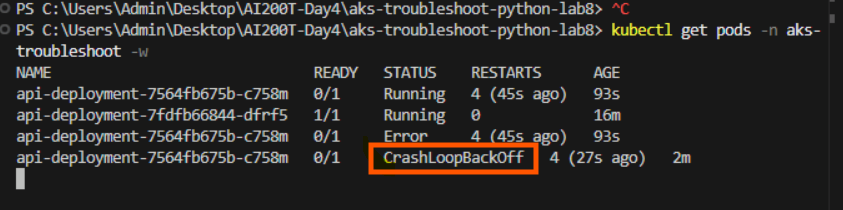 PS C:\Users\Admin\Desktop\AI200T-Day4\aks-troubleshoot-python-lab8> ^C
PS C:\Users\Admin\Desktop\AI200T-Day4\aks-troubleshoot-python-lab8> kubectl get pods -n aks-
troubleshoot -w
NAME READY STATUS RESTARTS AGE
api-deployment-7564fb675b-c758m 0/1 Running 4 (45s ago) 93s
api-deployment-7fdfb66844-dfrf5 1/1 Running 0 16m
api-deployment-7564fb675b-c758m 0/1 Error 4 (45s ago) 93s
api-deployment-7564fb675b-c758m 0/1 CrashLoopBackOff 4 (27s ago) 2m